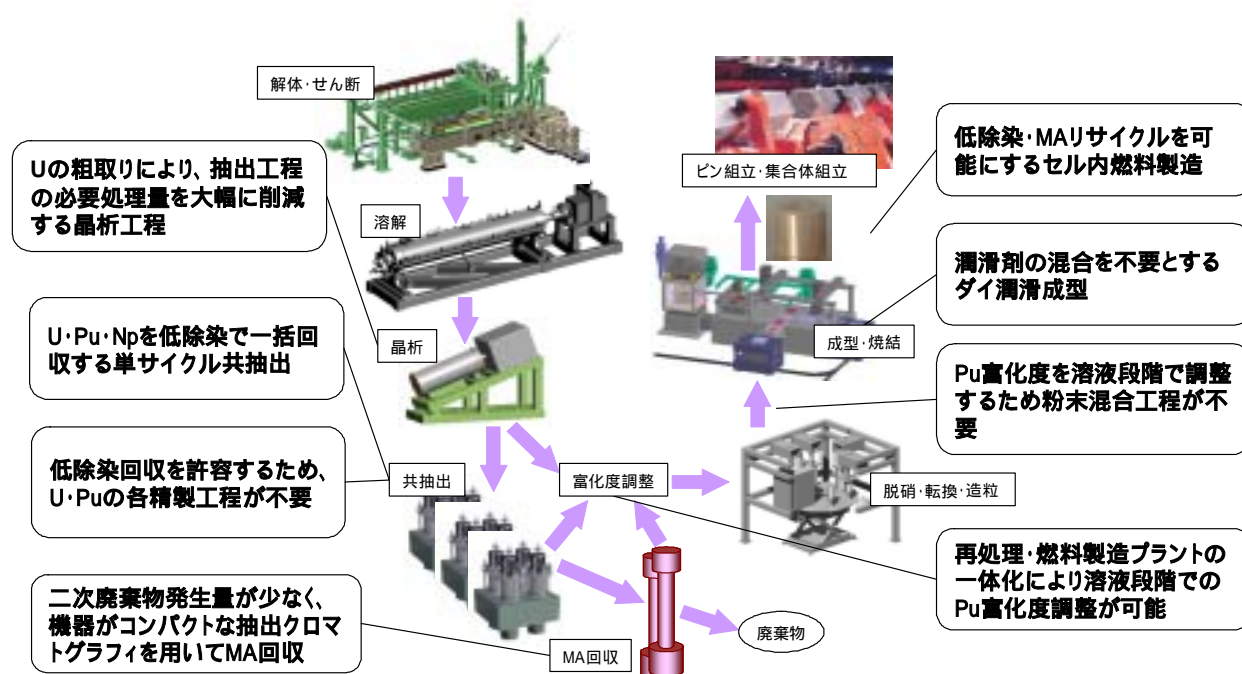 解体・せん断
Uの粗取りにより、抽出工程
の必要処理量を大幅に削減
する晶析工程
溶解
U・Pu・Npを低除染で一括回
収する単サイクル共抽出
晶析
低除染回収を許容するため、
U・Puの各精製工程が不要
共抽出
二次廃棄物発生量が少なく、
機器がコンパクトな抽出クロマ
トグラフィを用いてMA回収
MA回収
廃棄物
富化度調整
ピン組立・集合体組立
成型・焼結
脱硝・転換・造粒
低除染・MAリサイクルを可
能にするセル内燃料製造
潤滑剤の混合を不要とする
ダイ潤滑成型
Pu富化度を溶液段階で調整
するため粉末混合工程が不
要
再処理・燃料製造プラントの
一体化により溶液段階での
Pu富化度調整が可能